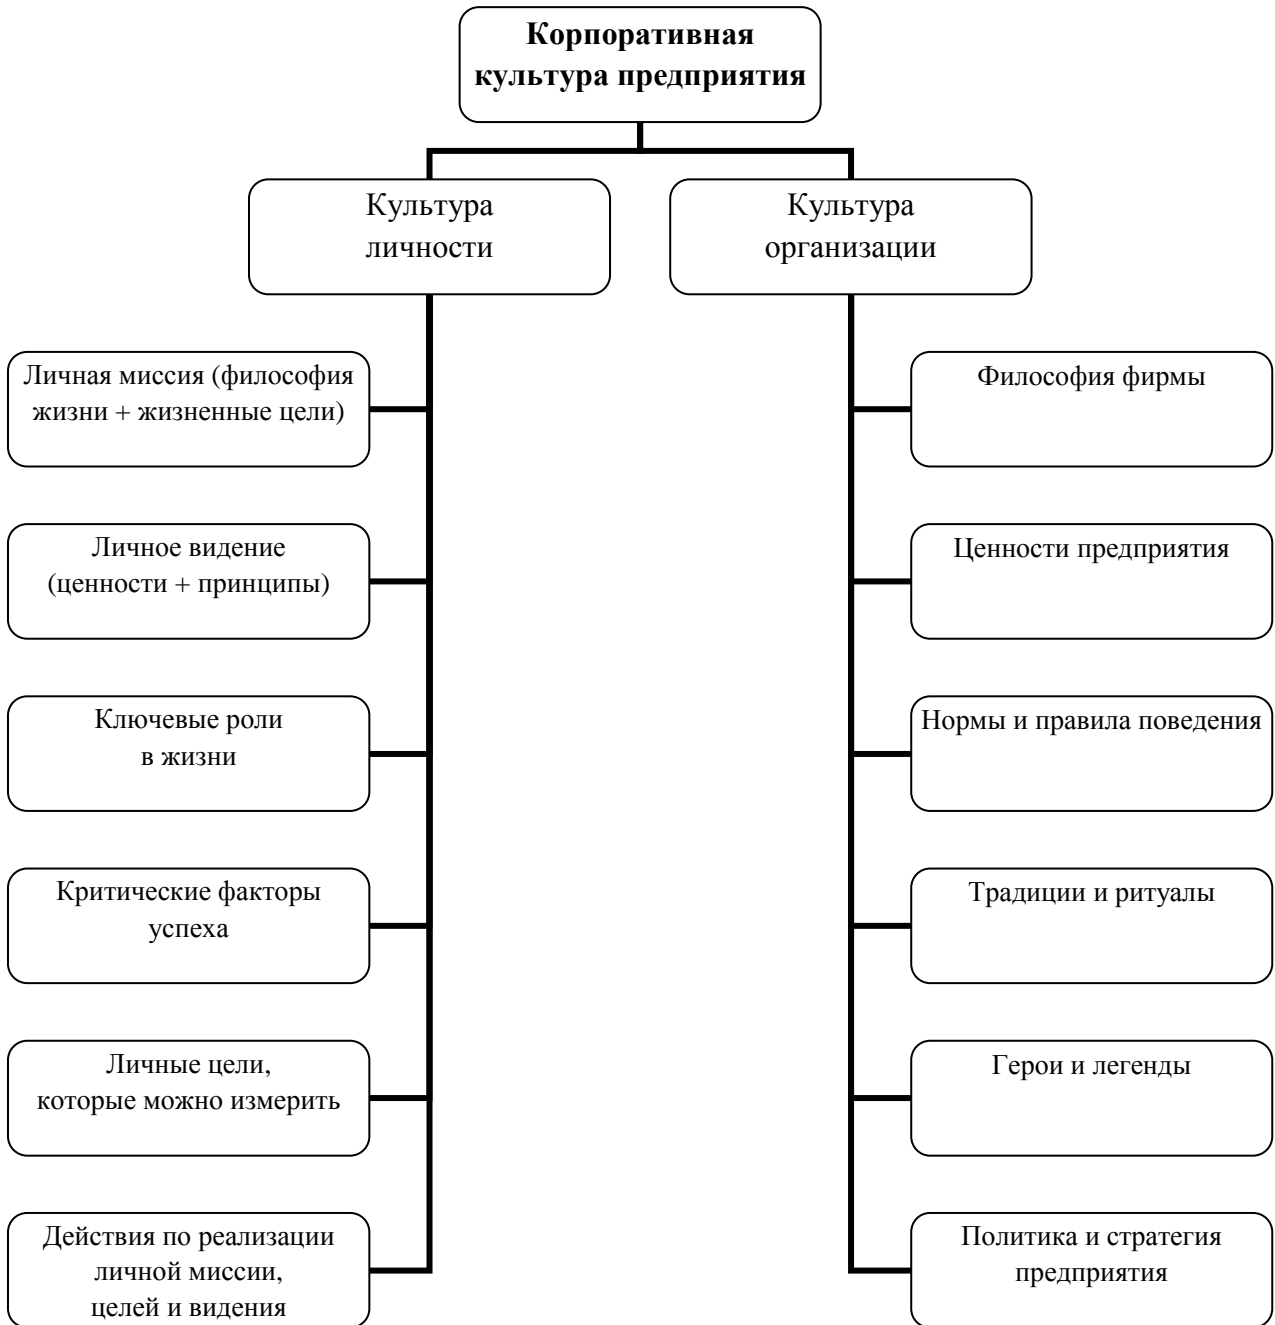 Корпоративная
культура предприятия
Культура
личности
Культура
организации
Личная миссия (философия
жизни + жизненные цели)
Философия фирмы
Личное видение
(ценности + принципы)
Ценности предприятия
Ключевые роли
в жизни
Нормы и правила поведения
Критические факторы
успеха
Традиции и ритуалы
Личные цели,
которые можно измерить
Герои и легенды
Действия по реализации
личной миссии,
целей и видения
Политика и стратегия
предприятия